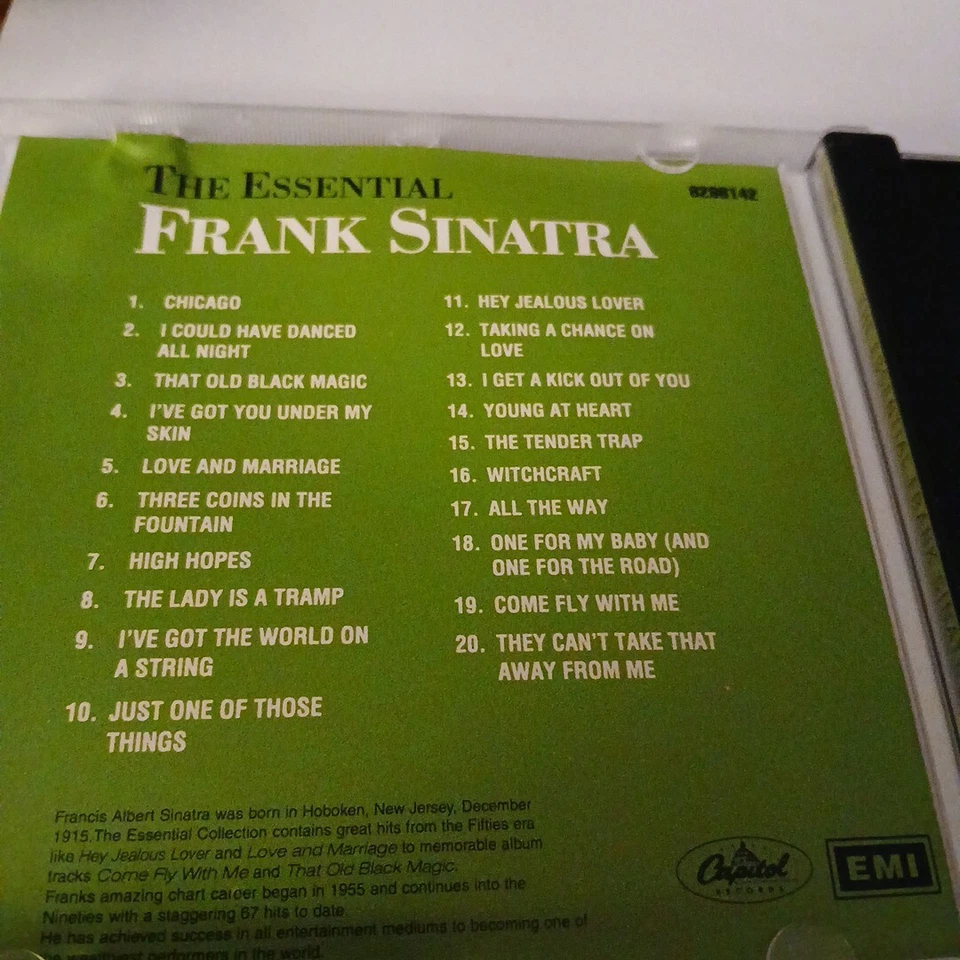 THE ESSENTIAL
FRANK SINATRA
1. CHICAGO
2. I COULD HAVE DANCED
ALL NIGHT
3. THAT OLD BLACK MAGIC
4. I'VE GOT YOU UNDER MY
SKIN
5. LOVE AND MARRIAGE
6. THREE COINS IN THE
FOUNTAIN
7. HIGH HOPES
8. THE LADY IS A TRAMP
9. I'VE GOT THE WORLD ON
A STRING
10. JUST ONE OF THOSE
THINGS
11. HEY JEALOUS LOVER
12. TAKING A CHANCE ON
LOVE
13. I GET A KICK OUT OF YOU
14. YOUNG AT HEART
15. THE TENDER TRAP
16. WITCHCRAFT
17. ALL THE WAY
18. ONE FOR MY BABY (AND
ONE FOR THE ROAD)
19. COME FLY WITH ME
20. THEY CAN'T TAKE THAT
AWAY FROM ME
Francis Albert Sinatra was born in Hoboken, New Jersey, December
1915.The Essential Collection contains great hits from the Fifties era
like Hey Jealous Lover and Love and Marriage to memorable album
tracks Come Fly With Me and That Old Black Magic.
Franks amazing chart career began in 1955 and continues into the
Nineties with a staggering 67 hits to date.
He has achieved success in all entertainment mediums to becoming one of
wealthiest performers in the world.
Capitol
RECORDS
EMI